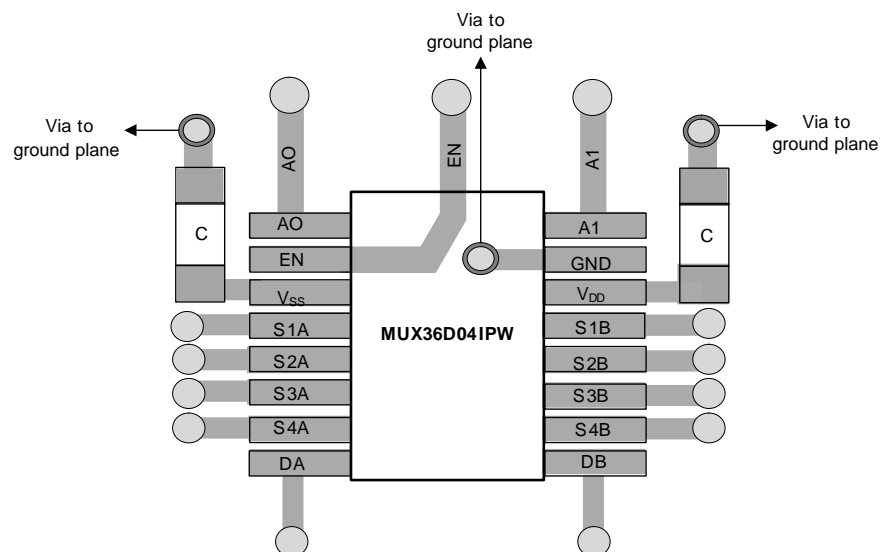 Via to
ground plane
Via to
ground plane
Via to
ground plane
AO
EN
A1
C
C
AO
EN
VSS
S1A
S2A
S3A
S4A
DA
MUX36D04IPW
A1
GND
VDD
S1B
S2B
S3B
S4B
DB